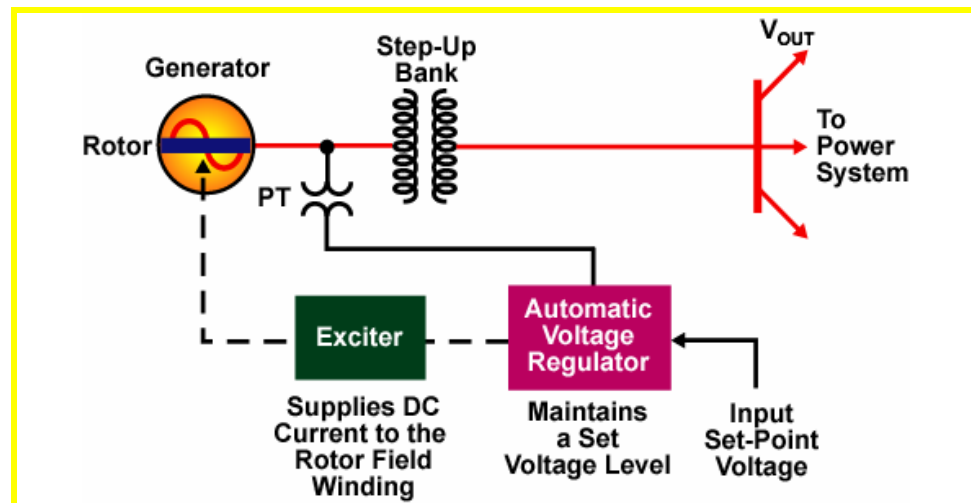 Generator
Rotor
Step-Up
Bank
PT
VOUT
To
Power
System
Exciter
Supplies DC
Current to the
Rotor Field
Winding
Automatic
Voltage
Regulator
Maintains
a Set
Voltage Level
Input
Set-Point
Voltage